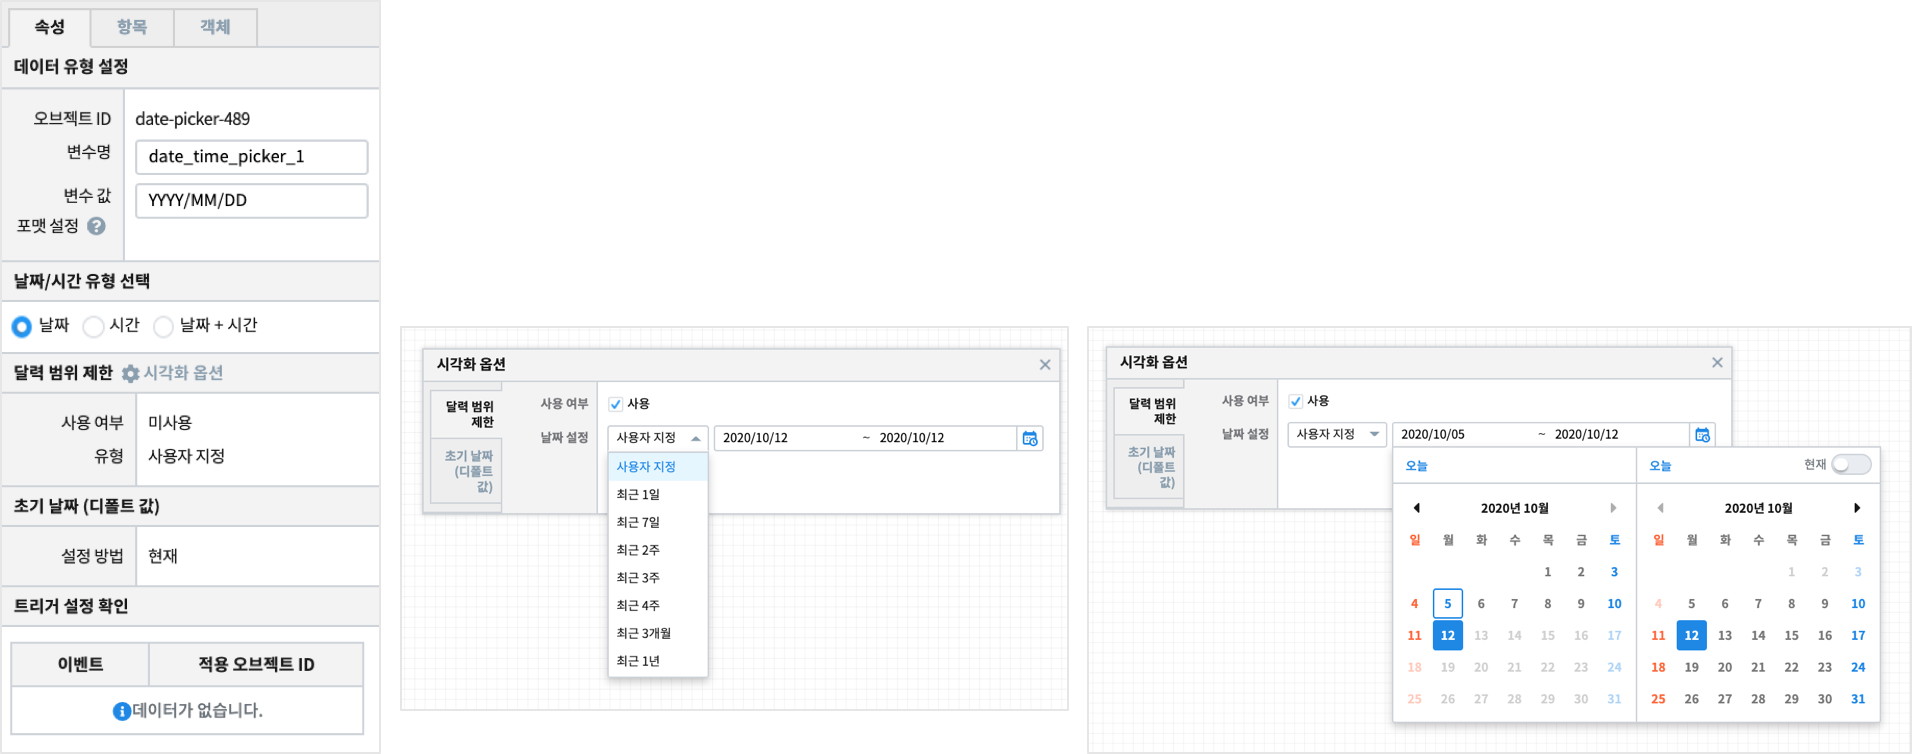 속성 항목 객체
데이터 유형 설정
오브젝트 ID date-picker-489
변수명 date_time_picker_1
변수 값 YYYY/MM/DD
포맷 설정 ?
날짜/시간 유형 선택
날짜 시간 날짜 + 시간
달력 범위 제한 시각화 옵션
사용 여부 미사용
유형 사용자 지정
초기 날짜 (디폴트 값)
설정 방법 현재
트리거 설정 확인
이벤트 적용 오브젝트 ID
데이터가 없습니다.
시각화 옵션
달력 범위
제한
초기 날짜
(디폴트
값)
사용 여부 사용
날짜 설정 사용자 지정 2020/10/12 ~ 2020/10/12
사용자 지정
최근 1일
최근 7일
최근 2주
최근 3주
최근 4주
최근 3개월
최근 1년
시각화 옵션
달력 범위
제한
초기 날짜
(디폴트
값)
사용 여부 사용
날짜 설정 사용자 지정 2020/10/05 ~ 2020/10/12
오늘
2020년 10월
일 월 화 수 목 금 토
1 2 3
4 5 6 7 8 9 10
11 12 13 14 15 16 17
18 19 20 21 22 23 24
25 26 27 28 29 30 31
오늘 현재
2020년 10월
일 월 화 수 목 금 토
1 2 3
4 5 6 7 8 9 10
11 12 13 14 15 16 17
18 19 20 21 22 23 24
25 26 27 28 29 30 31